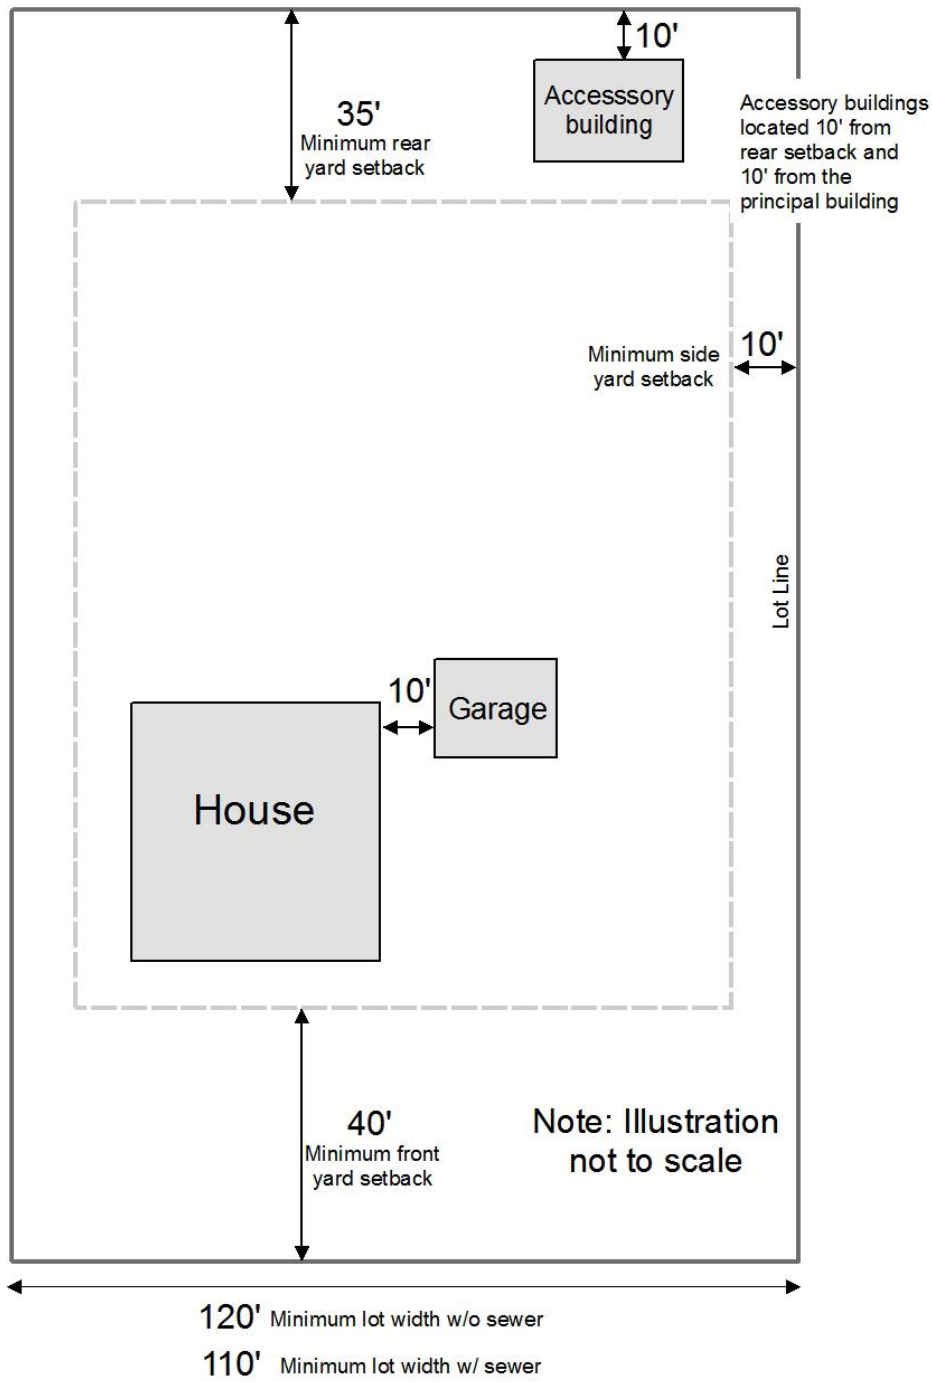 10'
Accesssory
building
35'
Minimum rear
yard setback
Accessory buildings
located 10' from
rear setback and
10' from the
principal building
Minimum side
yard setback
10'
Lot Line
10'
Garage
House
40'
Minimum front
yard setback
Note: Illustration
not to scale
120' Minimum lot width w/o sewer
110' Minimum lot width w/ sewer